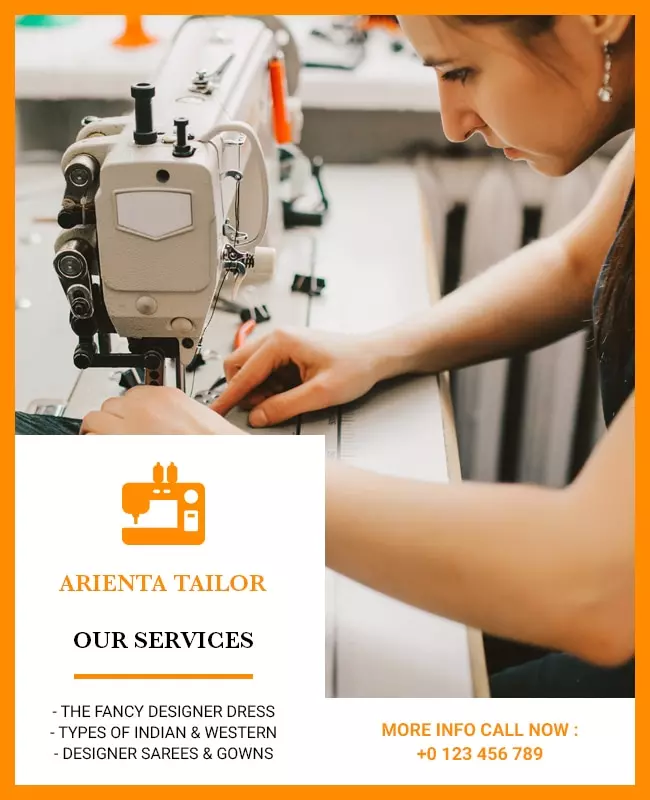 ARIENTA TAILOR
OUR SERVICES
- THE FANCY DESIGNER DRESS
- TYPES OF INDIAN & WESTERN
- DESIGNER SAREES & GOWNS
MORE INFO CALL NOW :
+0 123 456 789